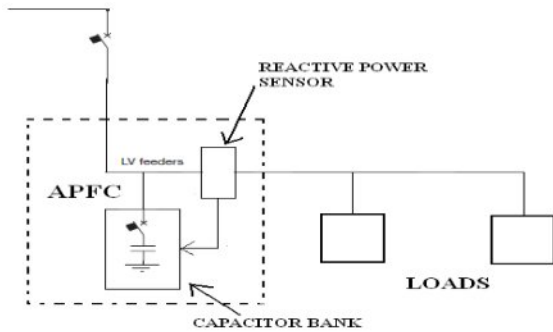 REACTIVE POWER
SENSOR
LV feeders
APFC
LOADS
CAPACITOR BANK